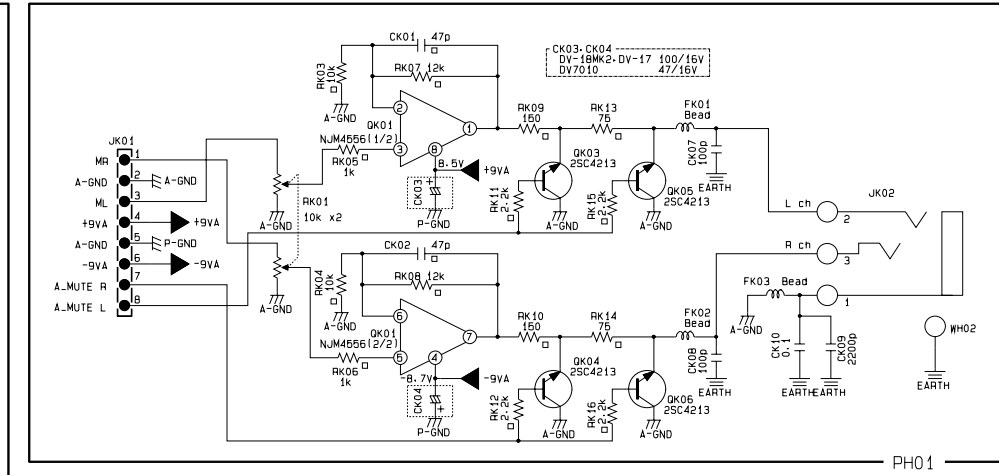 CK01 47p
RK03
10k
RK07 12k
A-GND
CK03.CK04
DV-18MK2.DV-17 100/16V
DV7010 47/16V
JK01
MR 1
A-GND 2
A-GND
ML 3
+9VA 4
+9VA
A-GND 5
P-GND
-9VA 6
-9VA
A_MUTE R 7
A_MUTE L 8
2
3
1
8
QK01
NJM4556(1/2)
RK05
1k
8.5V
+9VA
CK03
+
P-GND
RK09
150
RK13
75
QK03
2SC4213
RK11
2.2k
A-GND
RK15
2.2k
QK05
2SC4213
A-GND
FK01
Bead
CK07
100p
EARTH
RK01
10k x2
A-GND
A-GND
CK02 47p
RK04
10k
RK08 12k
A-GND
6
5
7
4
QK01
NJM4556(2/2)
RK06
1k
-8.7V
-9VA
CK04
+
P-GND
RK10
150
RK14
75
QK04
2SC4213
RK12
2.2k
A-GND
RK16
2.2k
QK06
2SC4213
A-GND
FK02
Bead
CK08
100p
EARTH
L ch
2
JK02
R ch
3
FK03 Bead
1
A-GND
CK10
0.1
CK09
2200p
EARTH
EARTH
WH02
EARTH
PH01